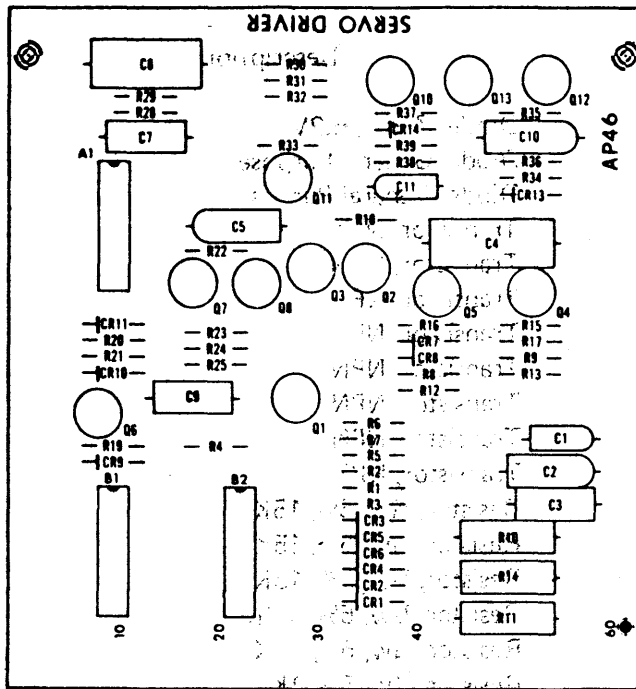 SERVO DRIVER
C6
R30
R31
R32
R29
R28
C7
A1
R33
Q11
Q10
Q13
Q12
R37
CR14
R39
R38
C11
R35
C10
R36
R34
CR13
AP46
R18
C5
R22
C4
Q7
Q8
Q3
Q2
Q5
Q4
CR11
R20
R21
CR10
R23
R24
R25
R16
CR7
CR8
R8
R12
R15
R17
R9
R13
C9
Q1
Q6
R19
CR9
R4
R6
R7
R5
R2
R1
R3
CR3
CR5
CR6
CR4
CR2
CR1
C1
C2
C3
R10
R14
R11
B1
B2
10
20
30
40
60